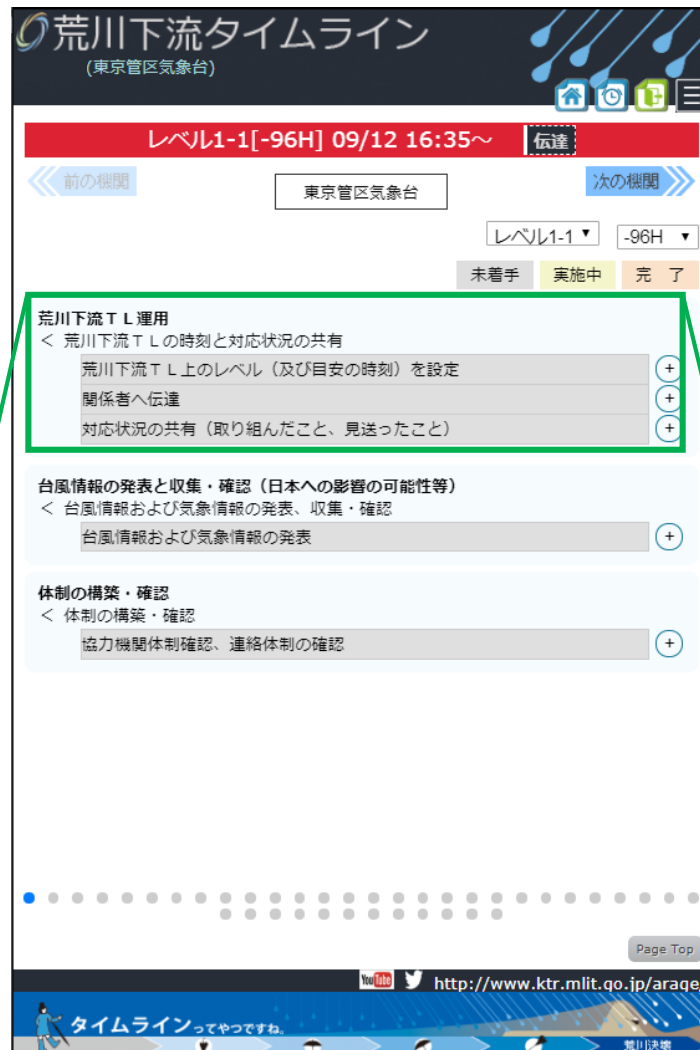 荒川下流タイムライン
(東京管区気象台)
レベル1-1[-96H] 09/12 16:35～ 伝達
前の機関
東京管区気象台
次の機関
レベル1-1 ▼ -96H ▼
未着手 実施中 完 了
荒川下流ＴＬ運用
＜ 荒川下流ＴＬの時刻と対応状況の共有
荒川下流ＴＬ上のレベル（及び目安の時刻）を設定 +
関係者へ伝達 +
対応状況の共有（取り組んだこと、見送ったこと） +
台風情報の発表と収集・確認（日本への影響の可能性等）
＜ 台風情報および気象情報の発表、収集・確認
台風情報および気象情報の発表 +
体制の構築・確認
＜ 体制の構築・確認
協力機関体制確認、連絡体制の確認 +
Page Top
YouTube http://www.ktr.mlit.go.jp/arage
タイムラインってやつですね。
荒川決壊